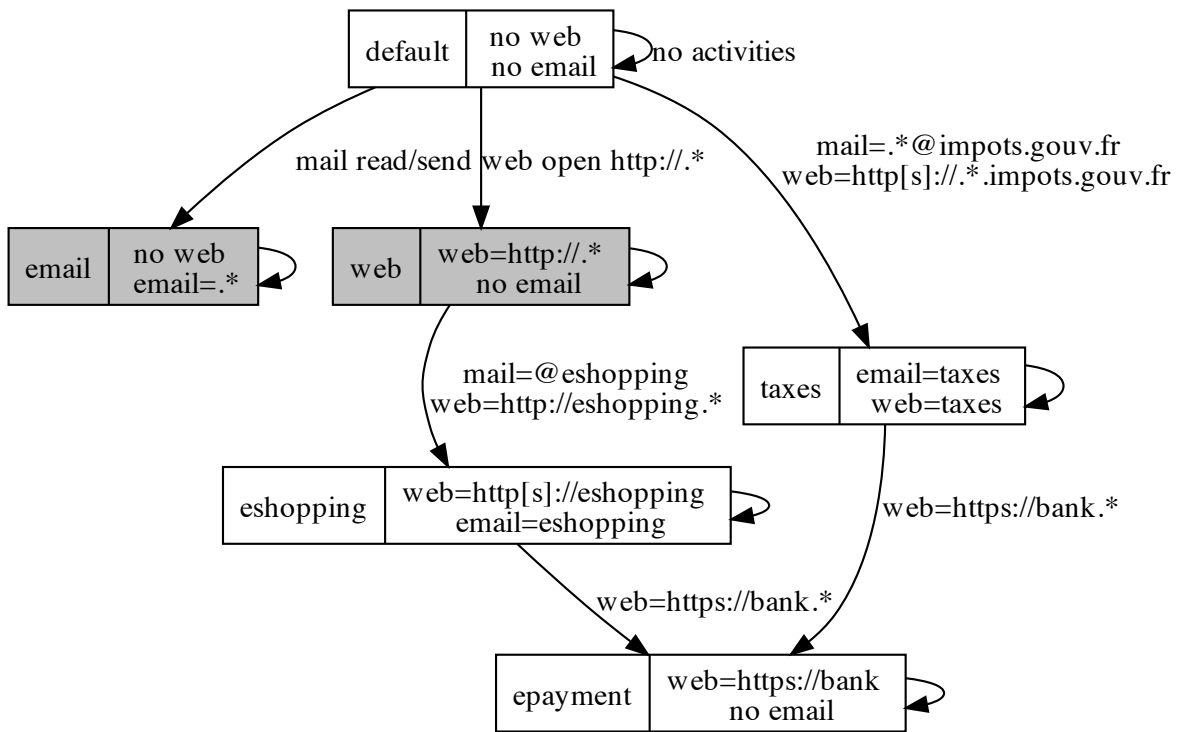 default
no web
no email
no activities
mail read/send
web open http://.*
mail=.*@impots.gouv.fr
web=http[s]://.*.impots.gouv.fr
email
no web
email=.*
web
web=http://.*
no email
mail=@eshopping
web=http://eshopping.*
taxes
email=taxes
web=taxes
eshopping
web=http[s]://eshopping
email=eshopping
web=https://bank.*
web=https://bank.*
epayment
web=https://bank
no email